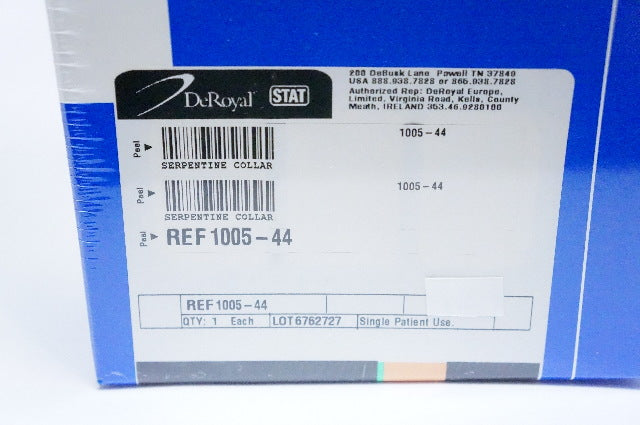 DeRoyal STAT
200 DeBusk Lane Powell TN 37849
USA 888.938.7828 or 865.938.7828
Authorized Rep: DeRoyal Europe,
Limited, Virginia Road, Kells, County
Meath, IRELAND 353.46.9280100
Peel 1005-44
SERPENTINE COLLAR
Peel 1005-44
SERPENTINE COLLAR
Peel REF 1005-44
REF 1005-44
QTY: 1 Each LOT 6762727 Single Patient Use.